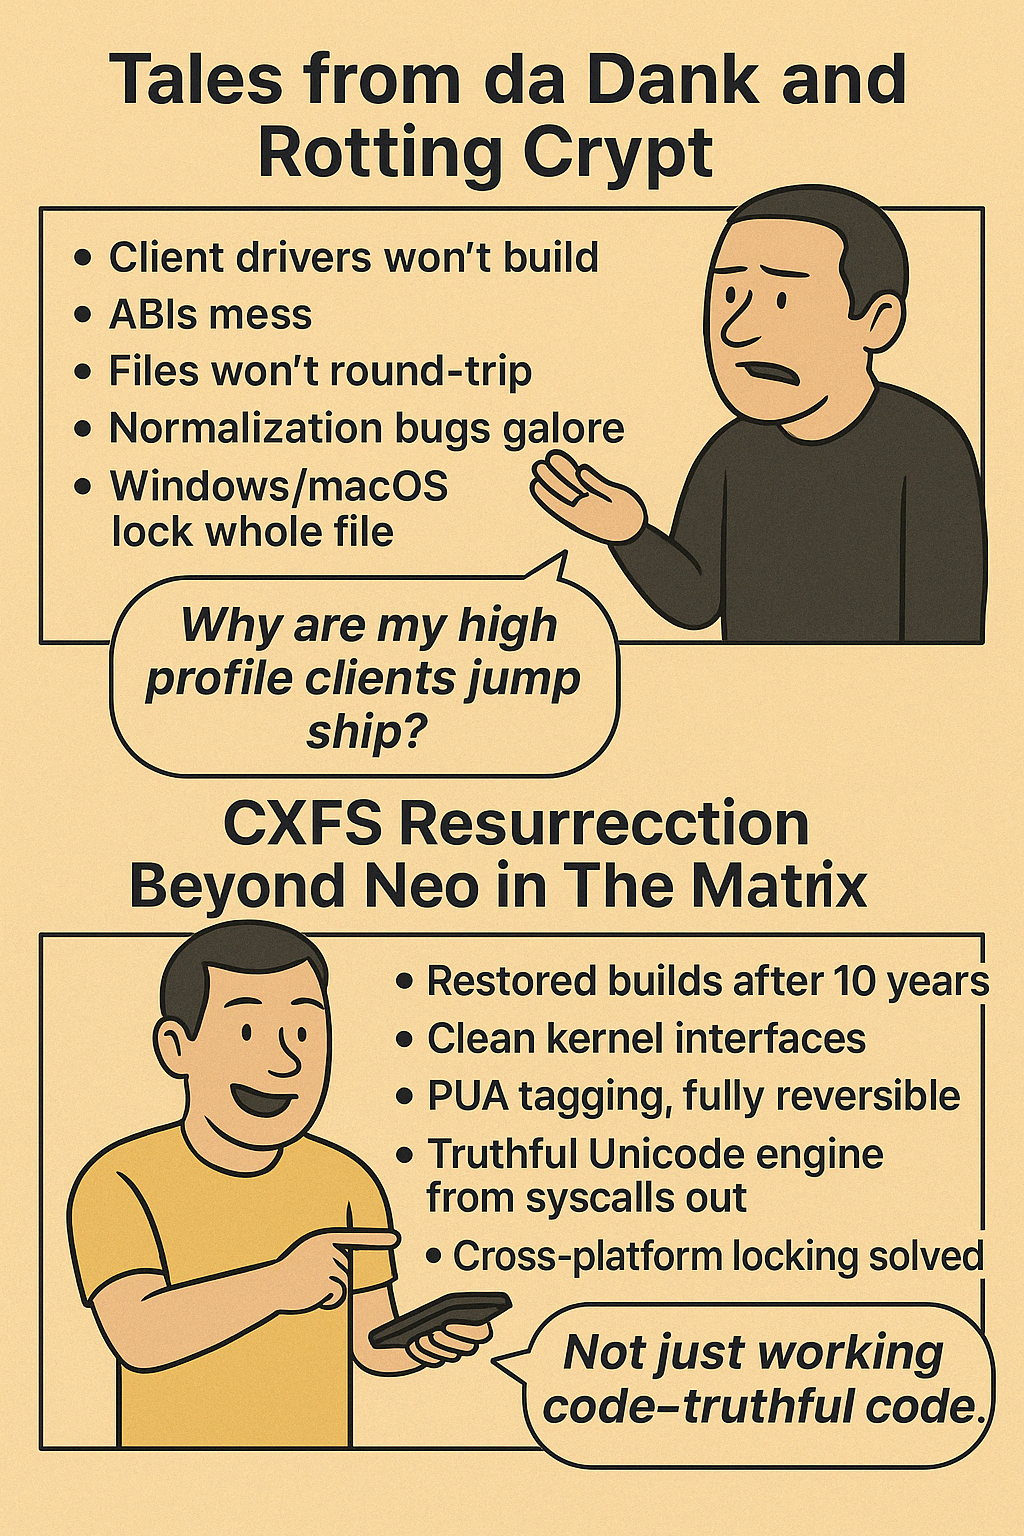 Tales from da Dank and
Rotting Crypt
• Client drivers won't build
• ABIs mess
• Files won't round-trip
• Normalization bugs galore
• Windows/macOS
lock whole file
Why are my high
profile clients jump
ship?
CXFS Resurrecction
Beyond Neo in The Matrix
• Restored builds after 10 years
• Clean kernel interfaces
• PUA tagging, fully reversible
• Truthful Unicode engine
from syscalls out
• Cross-platform locking solved
Not just working
code–truthful code.